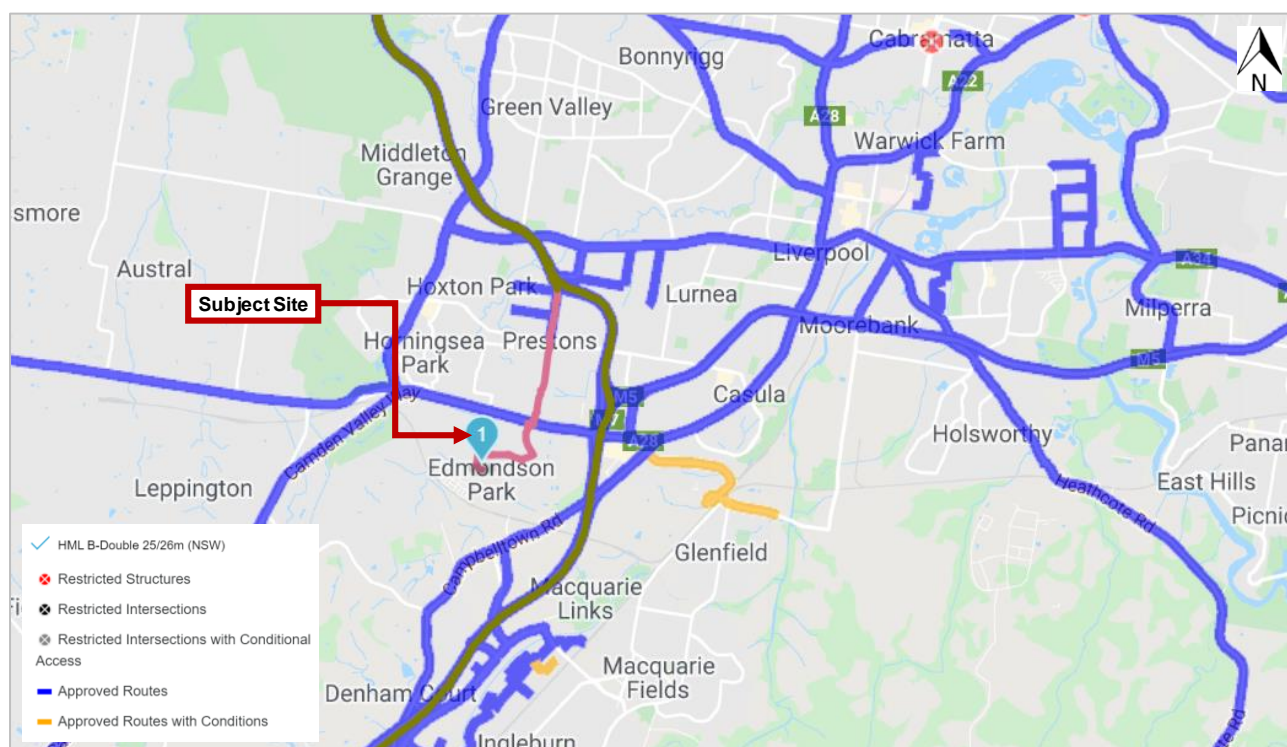 Bonnyrigg
Cabramatta
A22
N
Green Valley
A28
Warwick Farm
Middleton
Grange
smore
Austral
Liverpool
A34
Hoxton Park
Lurnea
Subject Site
Moorebank
Milperra
Horningsea
Park
Prestons
M5
Casula
M5
M7
Camden Valley Way
1
A28
Holsworthy
Panan
Edmondson
Park
Leppington
East Hills
Heathcote Rd
Picnic
Campbelltown Rd
Glenfield
HML B-Double 25/26m (NSW)
Restricted Structures
Restricted Intersections
Restricted Intersections with Conditional
Access
Approved Routes
Approved Routes with Conditions
Macquarie
Links
Macquarie
Fields
Denham Court
Ingleburn